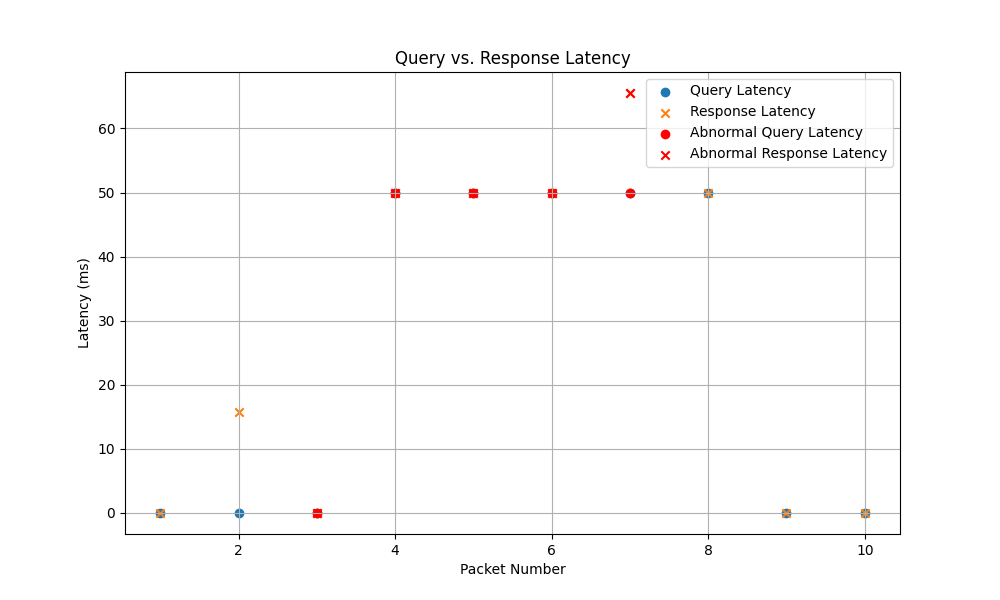 Query vs. Response Latency
Query Latency
Response Latency
Abnormal Query Latency
Abnormal Response Latency
60
50
40
30
20
10
0
Latency (ms)
2
4
6
8
10
Packet Number